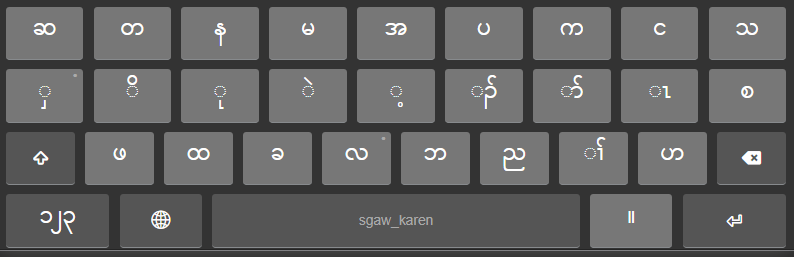 ဆ တ န မ အ ပ က င သ
ှ ိ ု ဲ ့ ၣ် ာ် ၤ စ
ဖ ထ ခ လ ဘ ည ါ် ဟ
၁၂၃ sgaw_karen ။